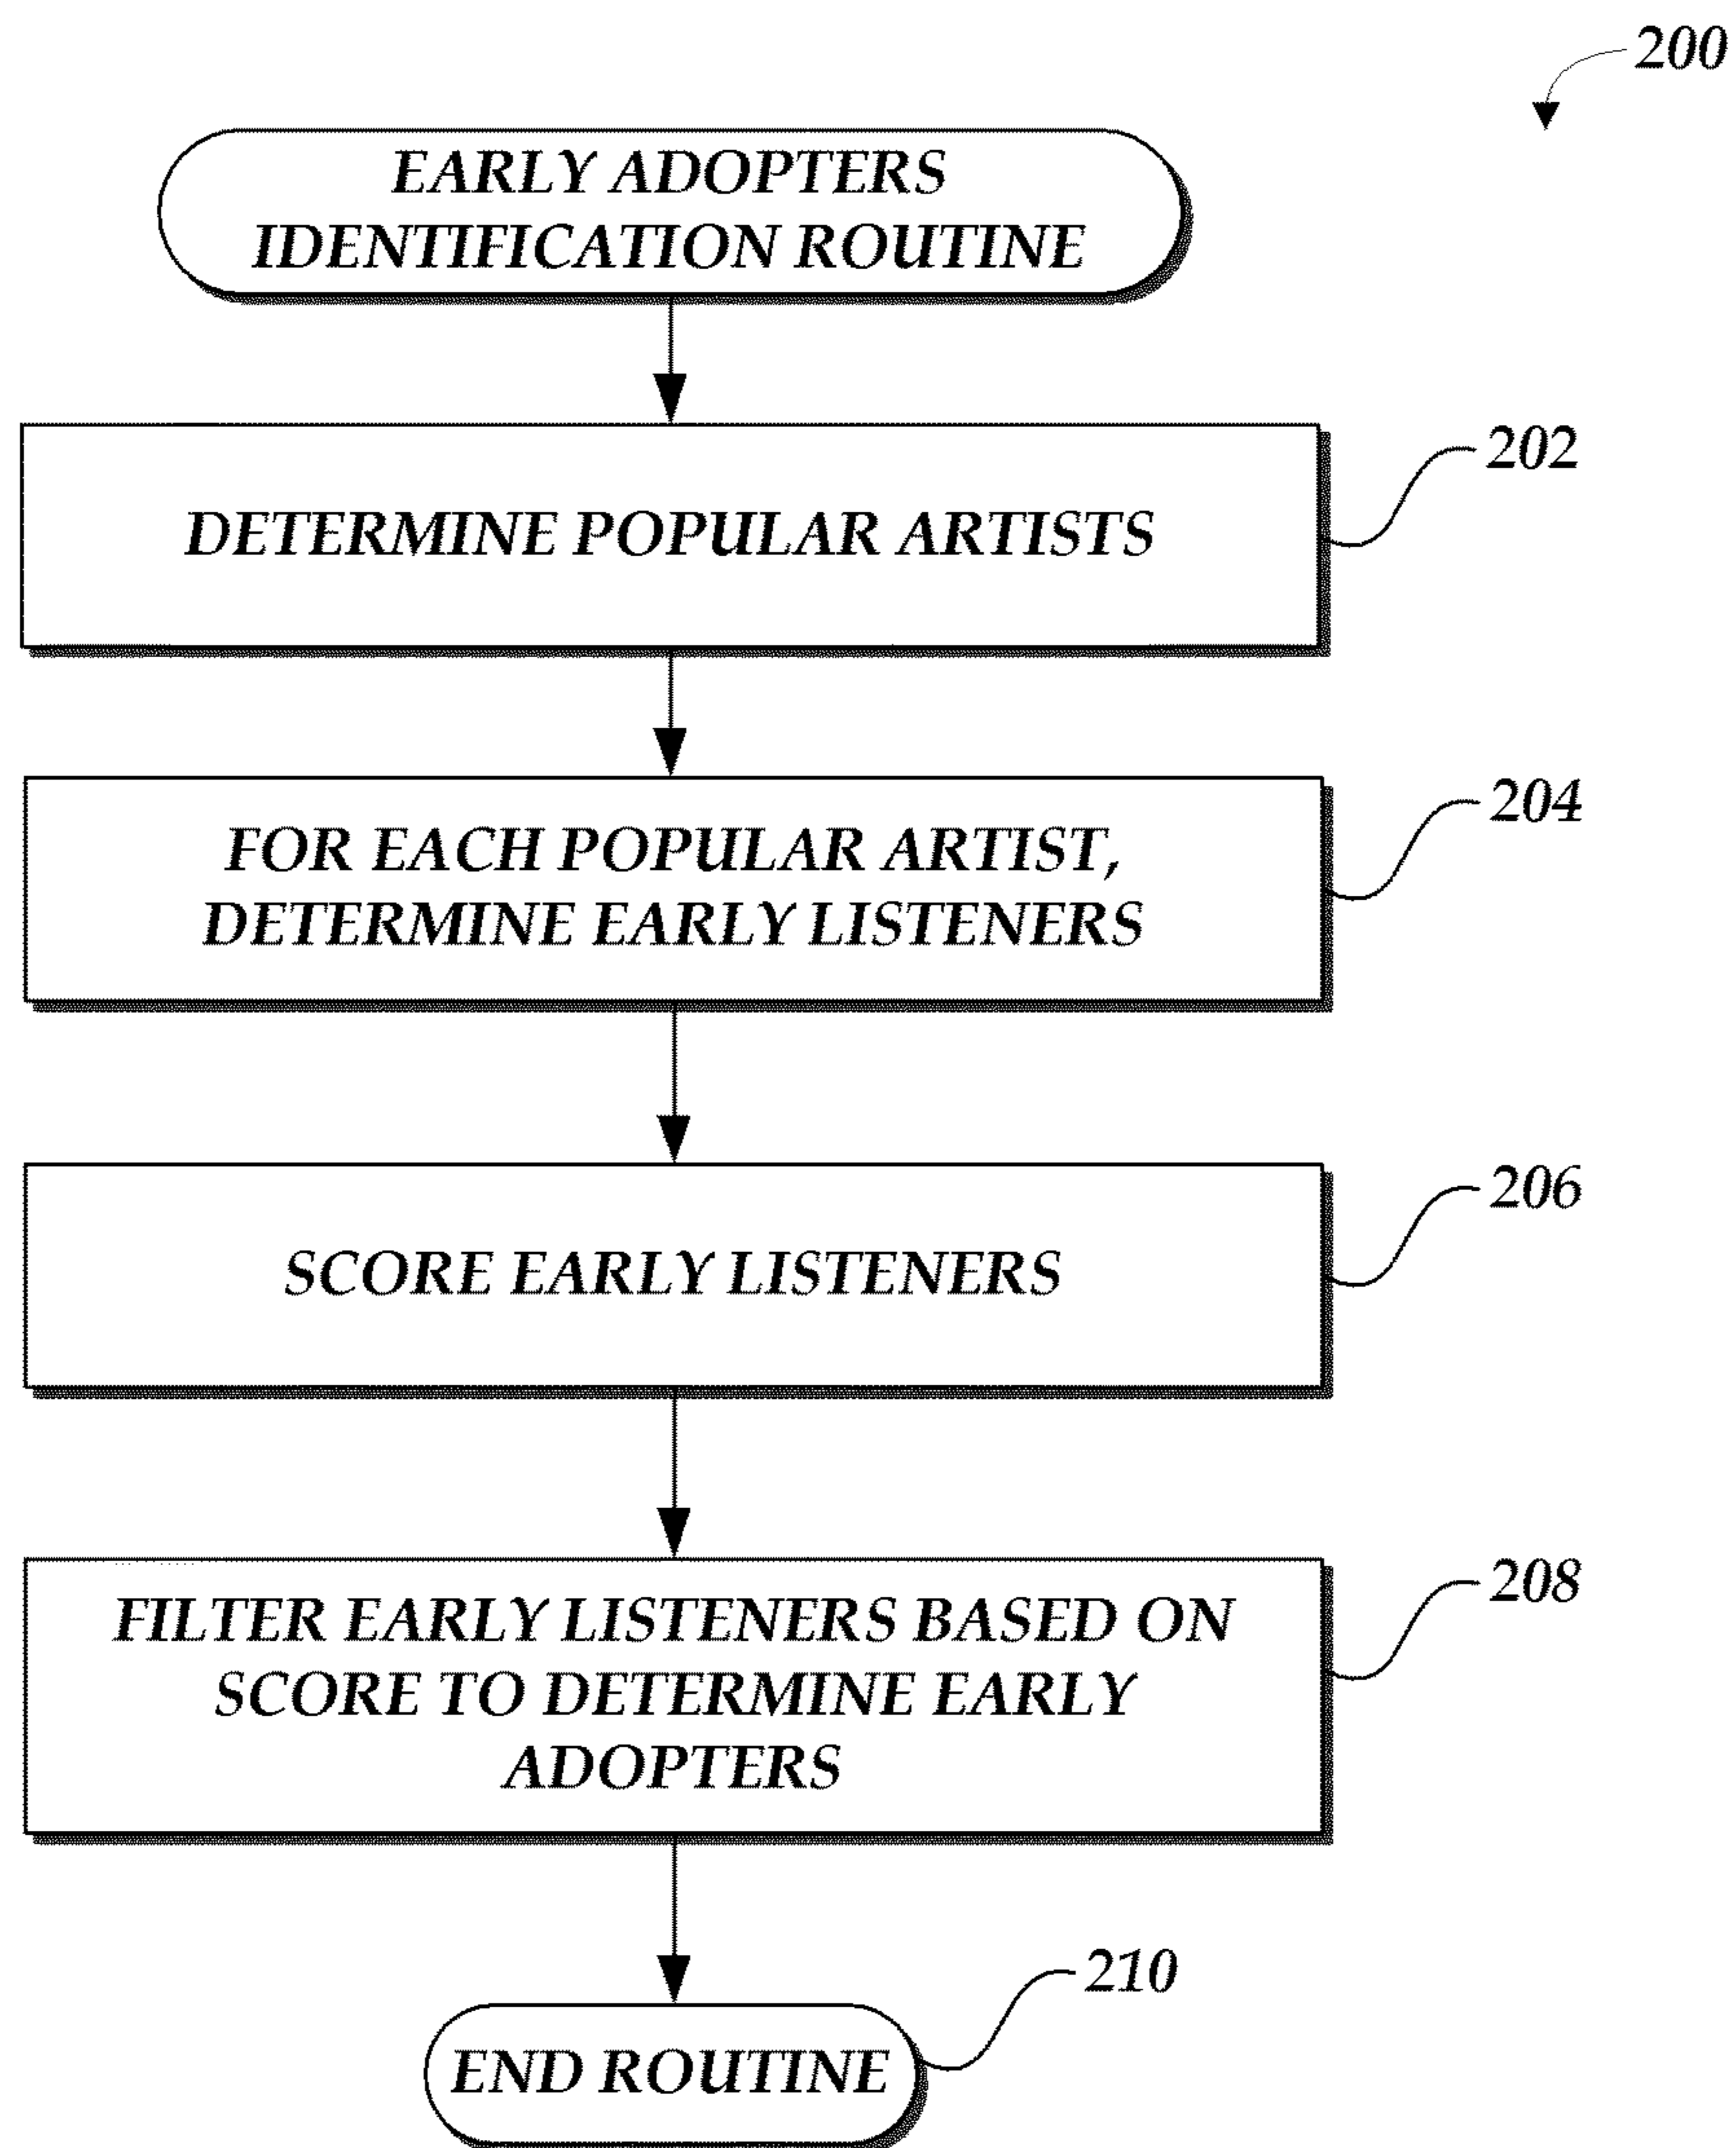 200
EARLY ADOPTERS
IDENTIFICATION ROUTINE
202
DETERMINE POPULAR ARTISTS
204
FOR EACH POPULAR ARTIST,
DETERMINE EARLY LISTENERS
206
SCORE EARLY LISTENERS
208
FILTER EARLY LISTENERS BASED ON
SCORE TO DETERMINE EARLY
ADOPTERS
210
END ROUTINE